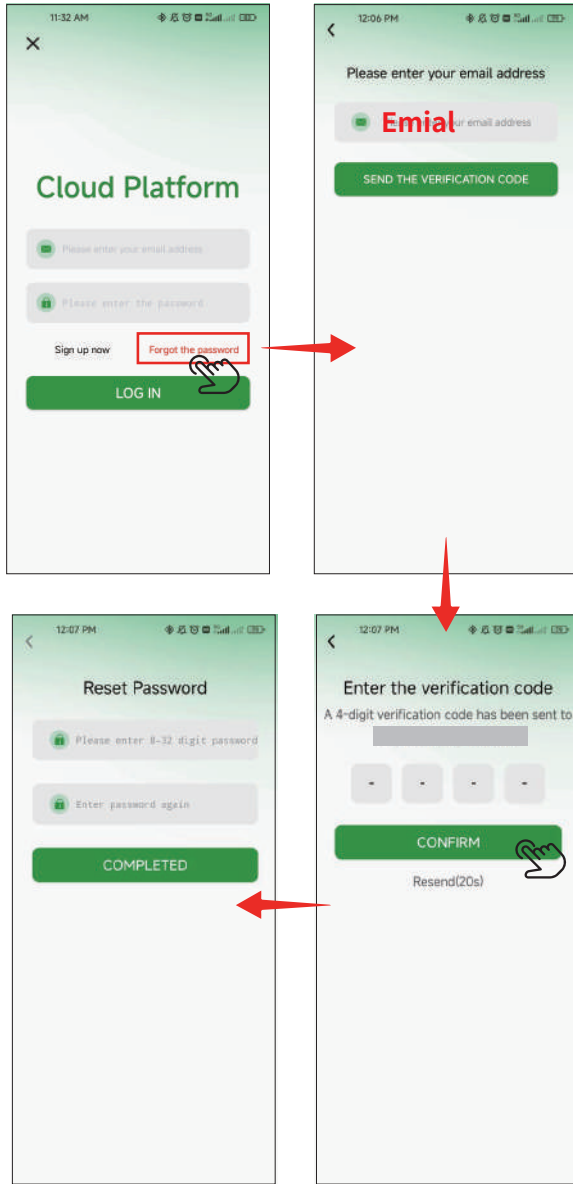 11:32 AM
Cloud Platform
Please enter your email address
Please enter the password
Sign up now
Forgot the password
LOG IN
12:06 PM
Please enter your email address
Emial
ur email address
SEND THE VERIFICATION CODE
12:07 PM
Enter the verification code
A 4-digit verification code has been sent to
- - - -
CONFIRM
Resend(20s)
12:07 PM
Reset Password
Please enter 8-32 digit password
Enter password again
COMPLETED